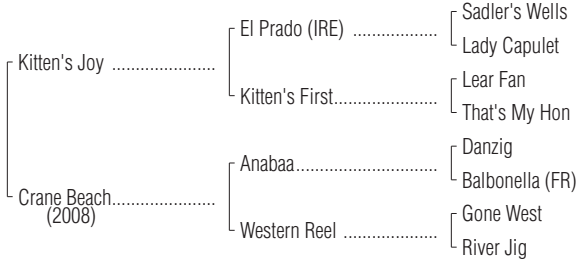 Sadler's Wells
El Prado (IRE)
Lady Capulet
Kitten's Joy
Lear Fan
Kitten's First
That's My Hon
Danzig
Anabaa
Balbonella (FR)
Crane Beach
(2008)
Gone West
Western Reel
River Jig